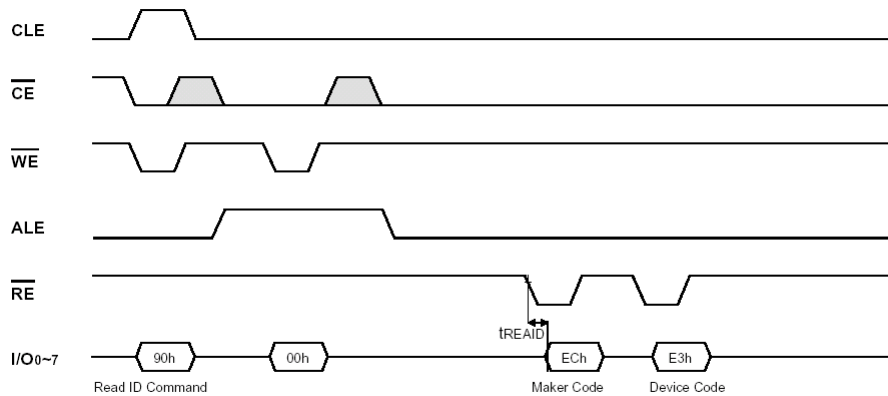 CLE
CE
WE
ALE
RE
tREAID
I/O0~7 90h 00h ECh E3h
Read ID Command Maker Code Device Code